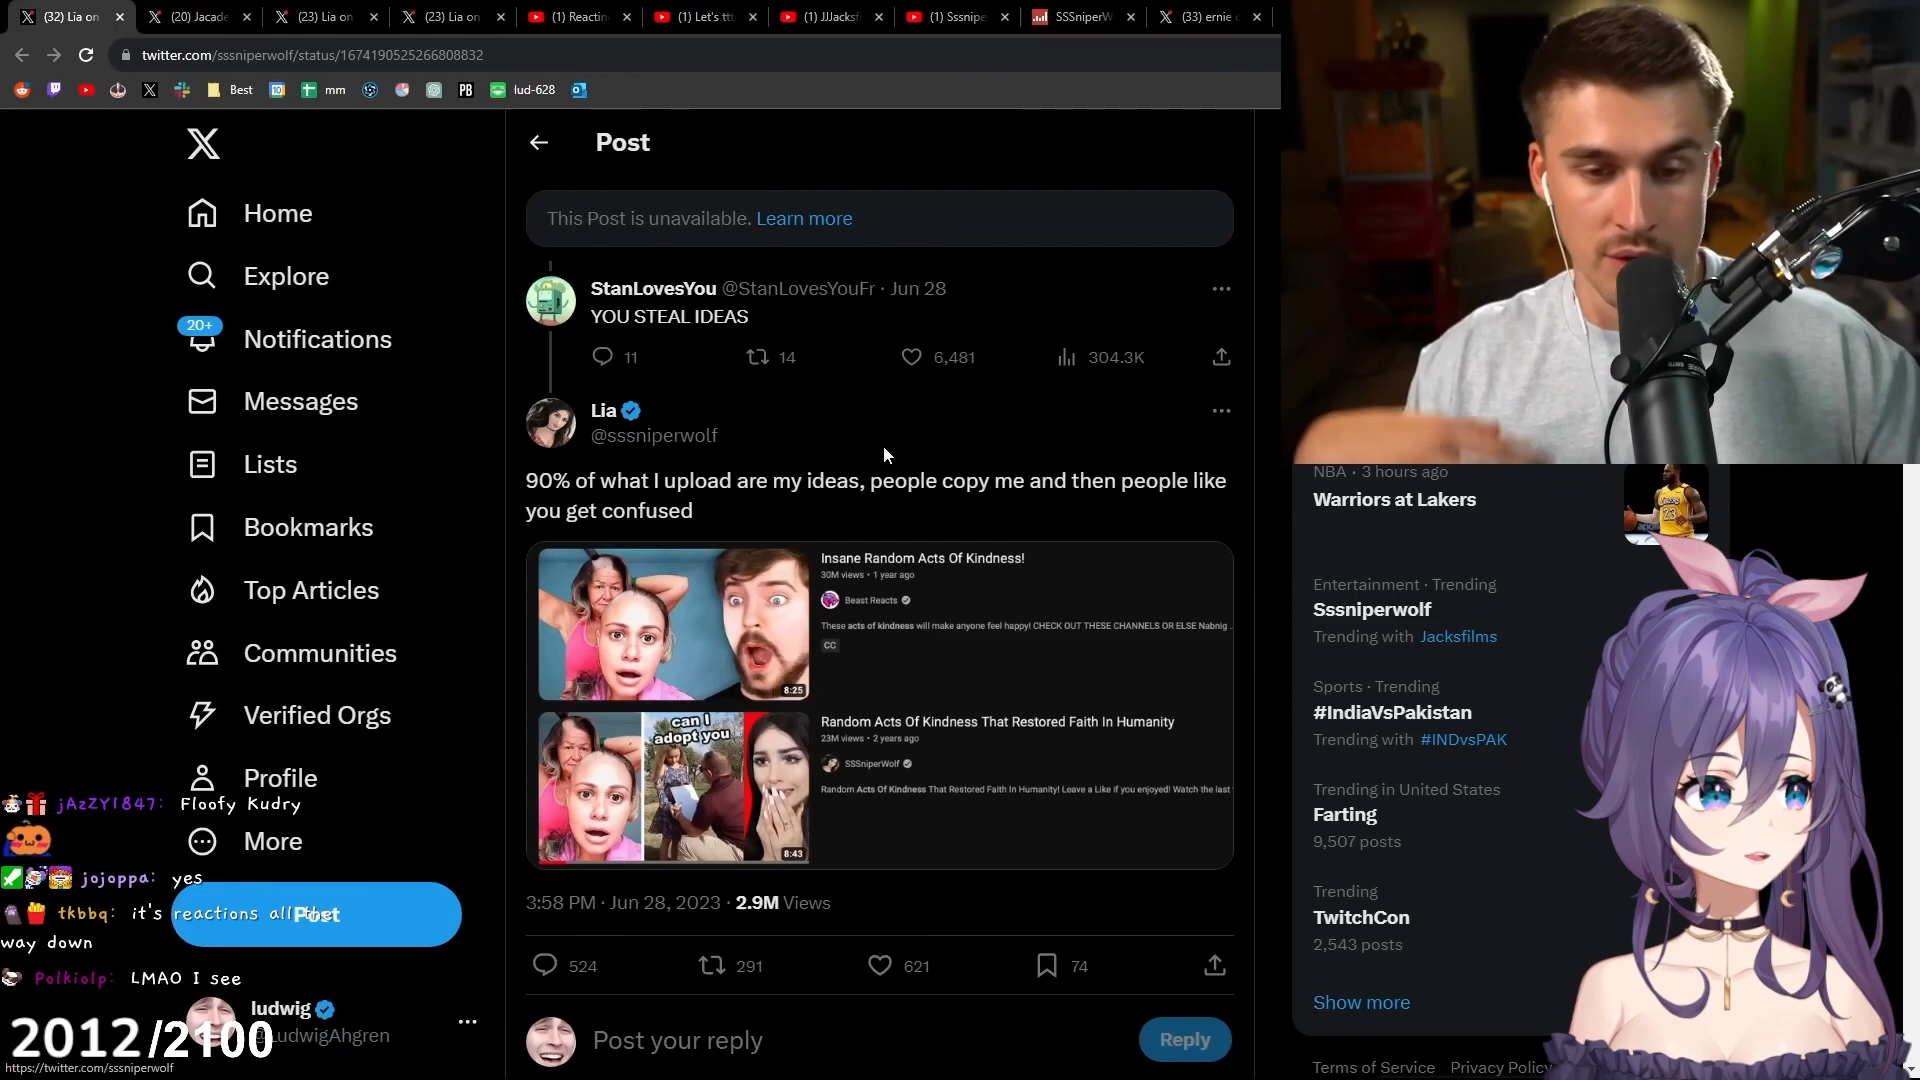 (32) Lia on
(20) Jacade
(23) Lia on
(23) Lia on
(1) Reactin
(1) Let's ttt
(1) JJJacksf
(1) Sssnipe
SSSniperW
(33) ernie
twitter.com/sssniperwolf/status/1674190525266808832
Best
mm
PB
lud-628
Home
Explore
20+
Notifications
Messages
Lists
Bookmarks
Top Articles
Communities
Verified Orgs
Profile
More
Post
ludwig
@LudwigAhgren
Post
This Post is unavailable. Learn more
StanLovesYou @StanLovesYouFr · Jun 28
YOU STEAL IDEAS
11 14 6,481 304.3K
Lia
@sssniperwolf
90% of what I upload are my ideas, people copy me and then people like
you get confused
8:25
Insane Random Acts Of Kindness!
30M views • 1 year ago
Beast Reacts
These acts of kindness will make anyone feel happy! CHECK OUT THESE CHANNELS OR ELSE Nabnig ...
CC
can I
adopt you
8:43
Random Acts Of Kindness That Restored Faith In Humanity
23M views • 2 years ago
SSSniperWolf
Random Acts Of Kindness That Restored Faith In Humanity! Leave a Like if you enjoyed! Watch the last
3:58 PM · Jun 28, 2023 · 2.9M Views
524 291 621 74
Post your reply
Reply
NBA · 3 hours ago
Warriors at Lakers
23
Entertainment · Trending
Sssniperwolf
Trending with Jacksfilms
Sports · Trending
#IndiaVsPakistan
Trending with #INDvsPAK
Trending in United States
Farting
9,507 posts
Trending
TwitchCon
2,543 posts
Show more
Terms of Service Privacy Policy
jAzZY1847: Floofy Kudry
jojoppa: yes
tkbbq: it's reactions all the
way down
Polkiolp: LMAO I see
2012/2100
https://twitter.com/sssniperwolf